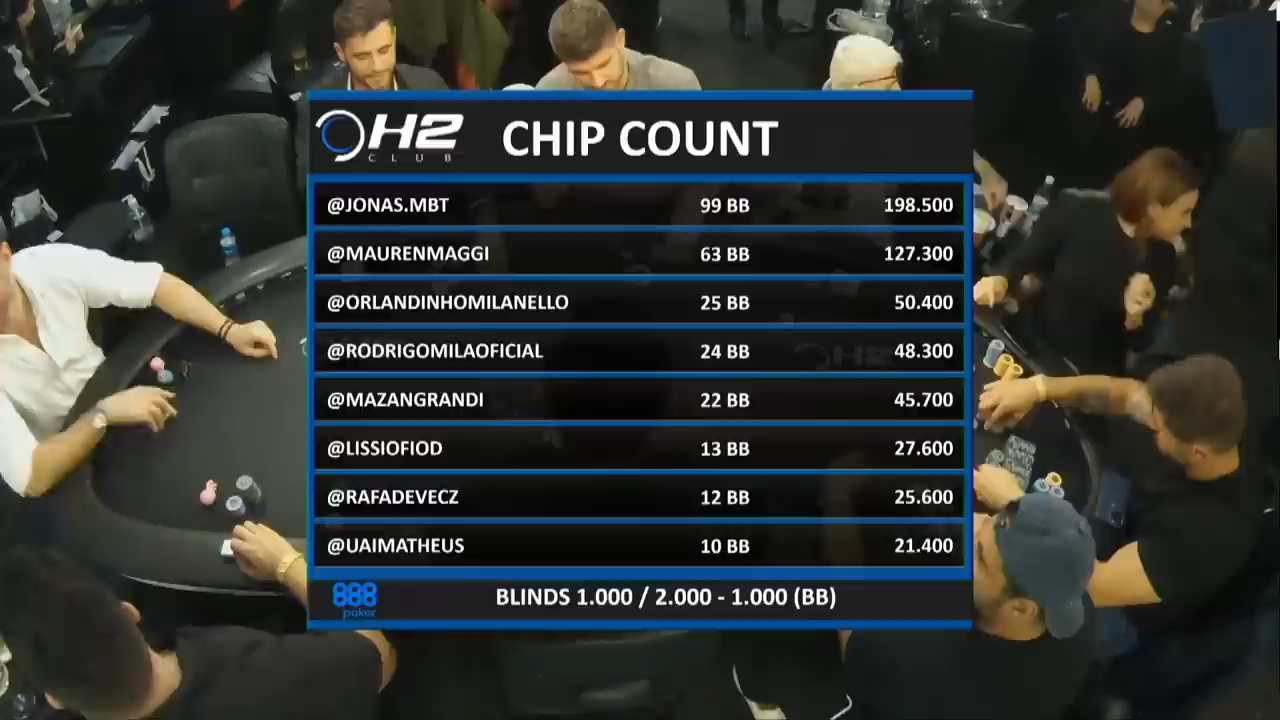 H2 CLUB CHIP COUNT
@JONAS.MBT 99 BB 198.500
@MAURENMAGGI 63 BB 127.300
@ORLANDINHOMILANELLO 25 BB 50.400
@RODRIGOMILAOFICIAL 24 BB 48.300
@MAZANGRANDI 22 BB 45.700
@LISSIOFIOD 13 BB 27.600
@RAFADEVECZ 12 BB 25.600
@UAIMATHEUS 10 BB 21.400
888 poker BLINDS 1.000 / 2.000 - 1.000 (BB)